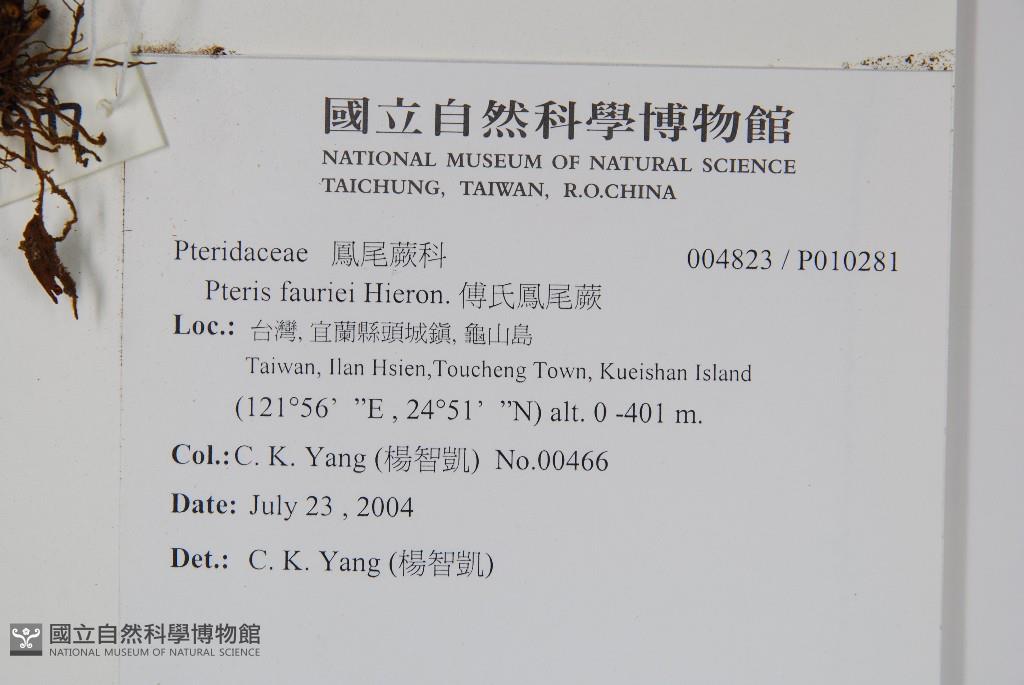 國立自然科學博物館
NATIONAL MUSEUM OF NATURAL SCIENCE
TAICHUNG, TAIWAN, R.O.CHINA
Pteridaceae 鳳尾蕨科 004823 / P010281
Pteris fauriei Hieron. 傅氏鳳尾蕨
Loc.: 台灣, 宜蘭縣頭城鎮, 龜山島
Taiwan, Ilan Hsien,Toucheng Town, Kueishan Island
(121°56’ ”E , 24°51’ ”N) alt. 0 -401 m.
Col.: C. K. Yang (楊智凱) No.00466
Date: July 23 , 2004
Det.: C. K. Yang (楊智凱)
國立自然科學博物館
NATIONAL MUSEUM OF NATURAL SCIENCE